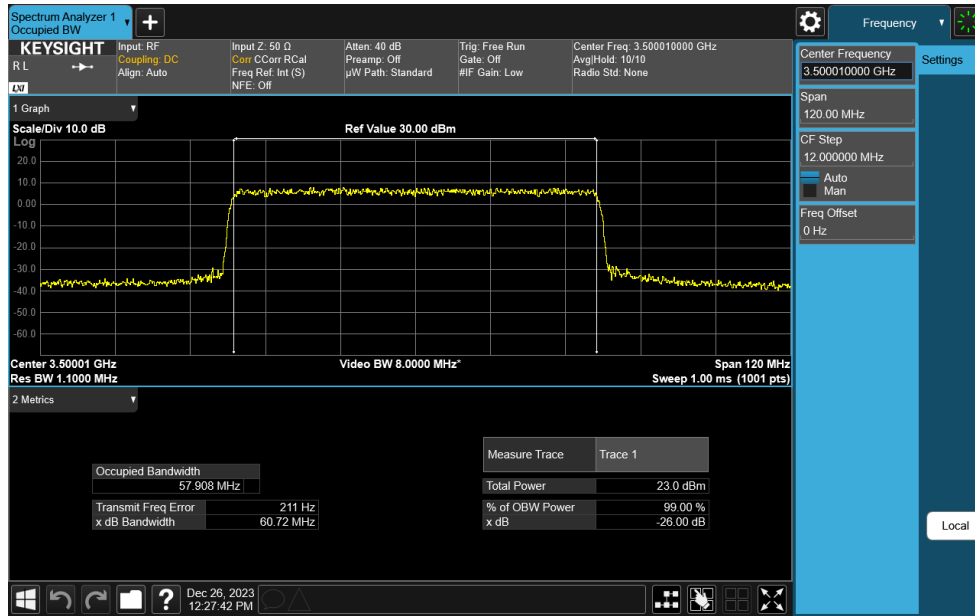 Spectrum Analyzer 1
Occupied BW
Frequency
KEYSIGHT
R L
LXI
Input: RF
Coupling: DC
Align: Auto
Input Z: 50 Ω
Corr CCorr RCal
Freq Ref: Int (S)
NFE: Off
Atten: 40 dB
Preamp: Off
µW Path: Standard
Trig: Free Run
Gate: Off
#IF Gain: Low
Center Freq: 3.500010000 GHz
Avg|Hold: 10/10
Radio Std: None
Center Frequency
3.500010000 GHz
Settings
Span
120.00 MHz
CF Step
12.000000 MHz
Auto
Man
Freq Offset
0 Hz
Local
1 Graph
Scale/Div 10.0 dB
Ref Value 30.00 dBm
Log
20.0
10.0
0.00
-10.0
-20.0
-30.0
-40.0
-50.0
-60.0
Center 3.50001 GHz
Video BW 8.0000 MHz*
Span 120 MHz
Res BW 1.1000 MHz
Sweep 1.00 ms (1001 pts)
2 Metrics
Measure Trace Trace 1
Occupied Bandwidth
57.908 MHz
Total Power 23.0 dBm
Transmit Freq Error 211 Hz
% of OBW Power 99.00 %
x dB Bandwidth 60.72 MHz
x dB -26.00 dB
?
Dec 26, 2023
12:27:42 PM